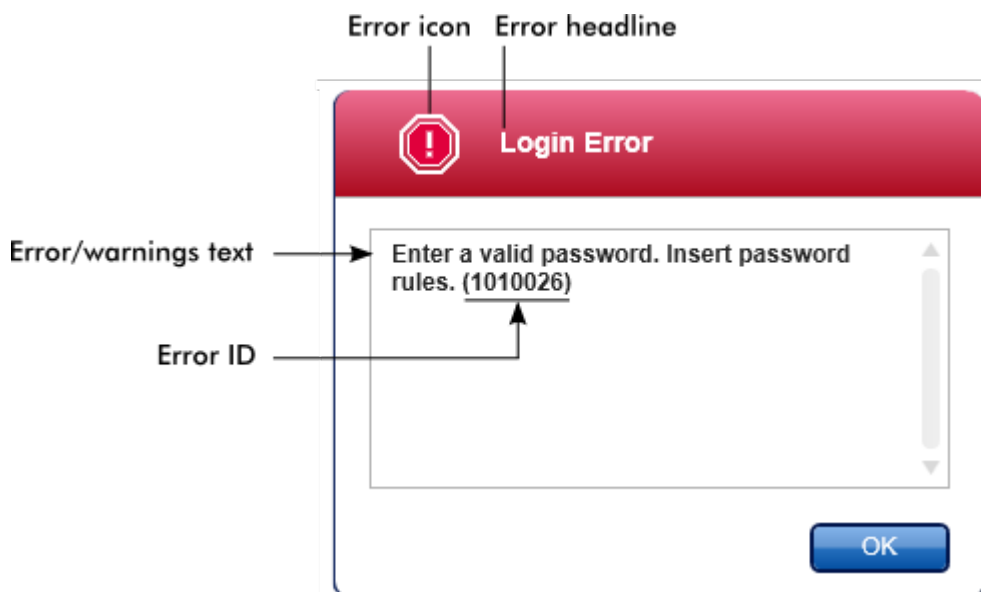 Error icon Error headline
Login Error
Error/warnings text
Enter a valid password. Insert password
rules. (1010026)
Error ID
OK